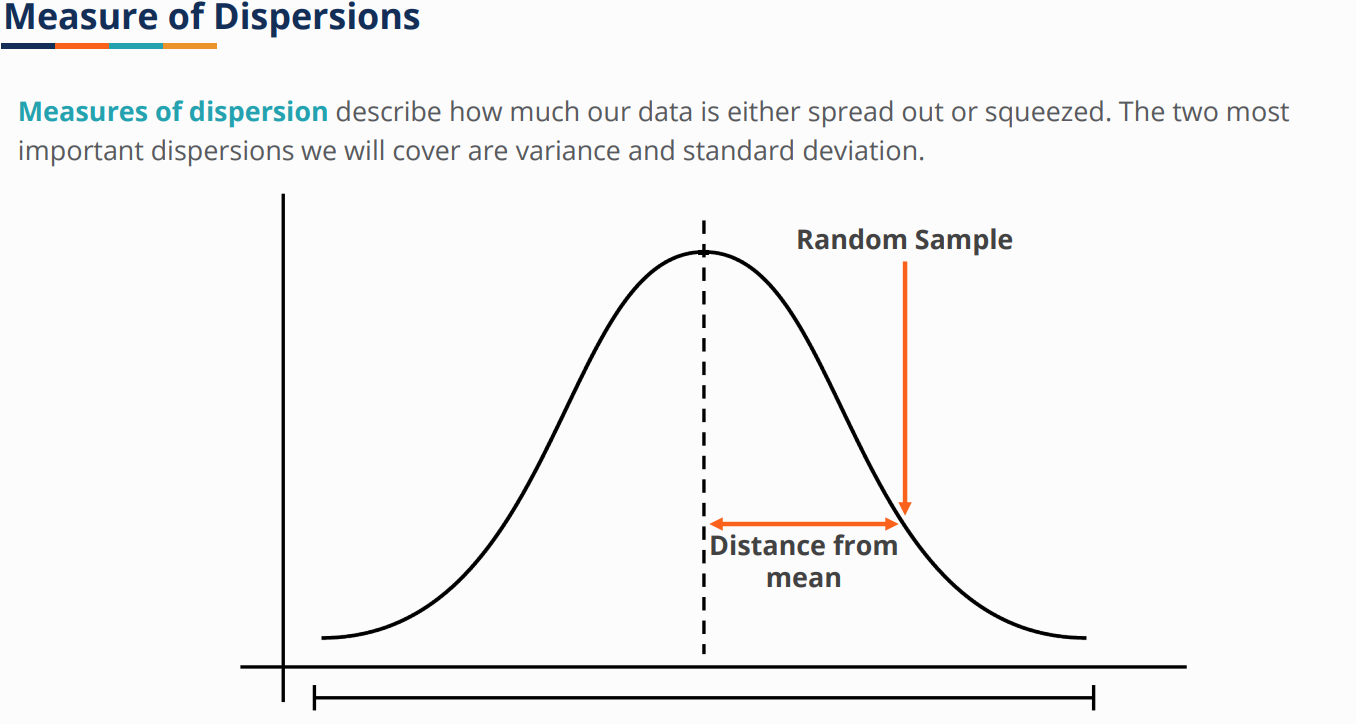 Measure of Dispersions
Measures of dispersion describe how much our data is either spread out or squeezed. The two most
important dispersions we will cover are variance and standard deviation.
Random Sample
Distance from
mean